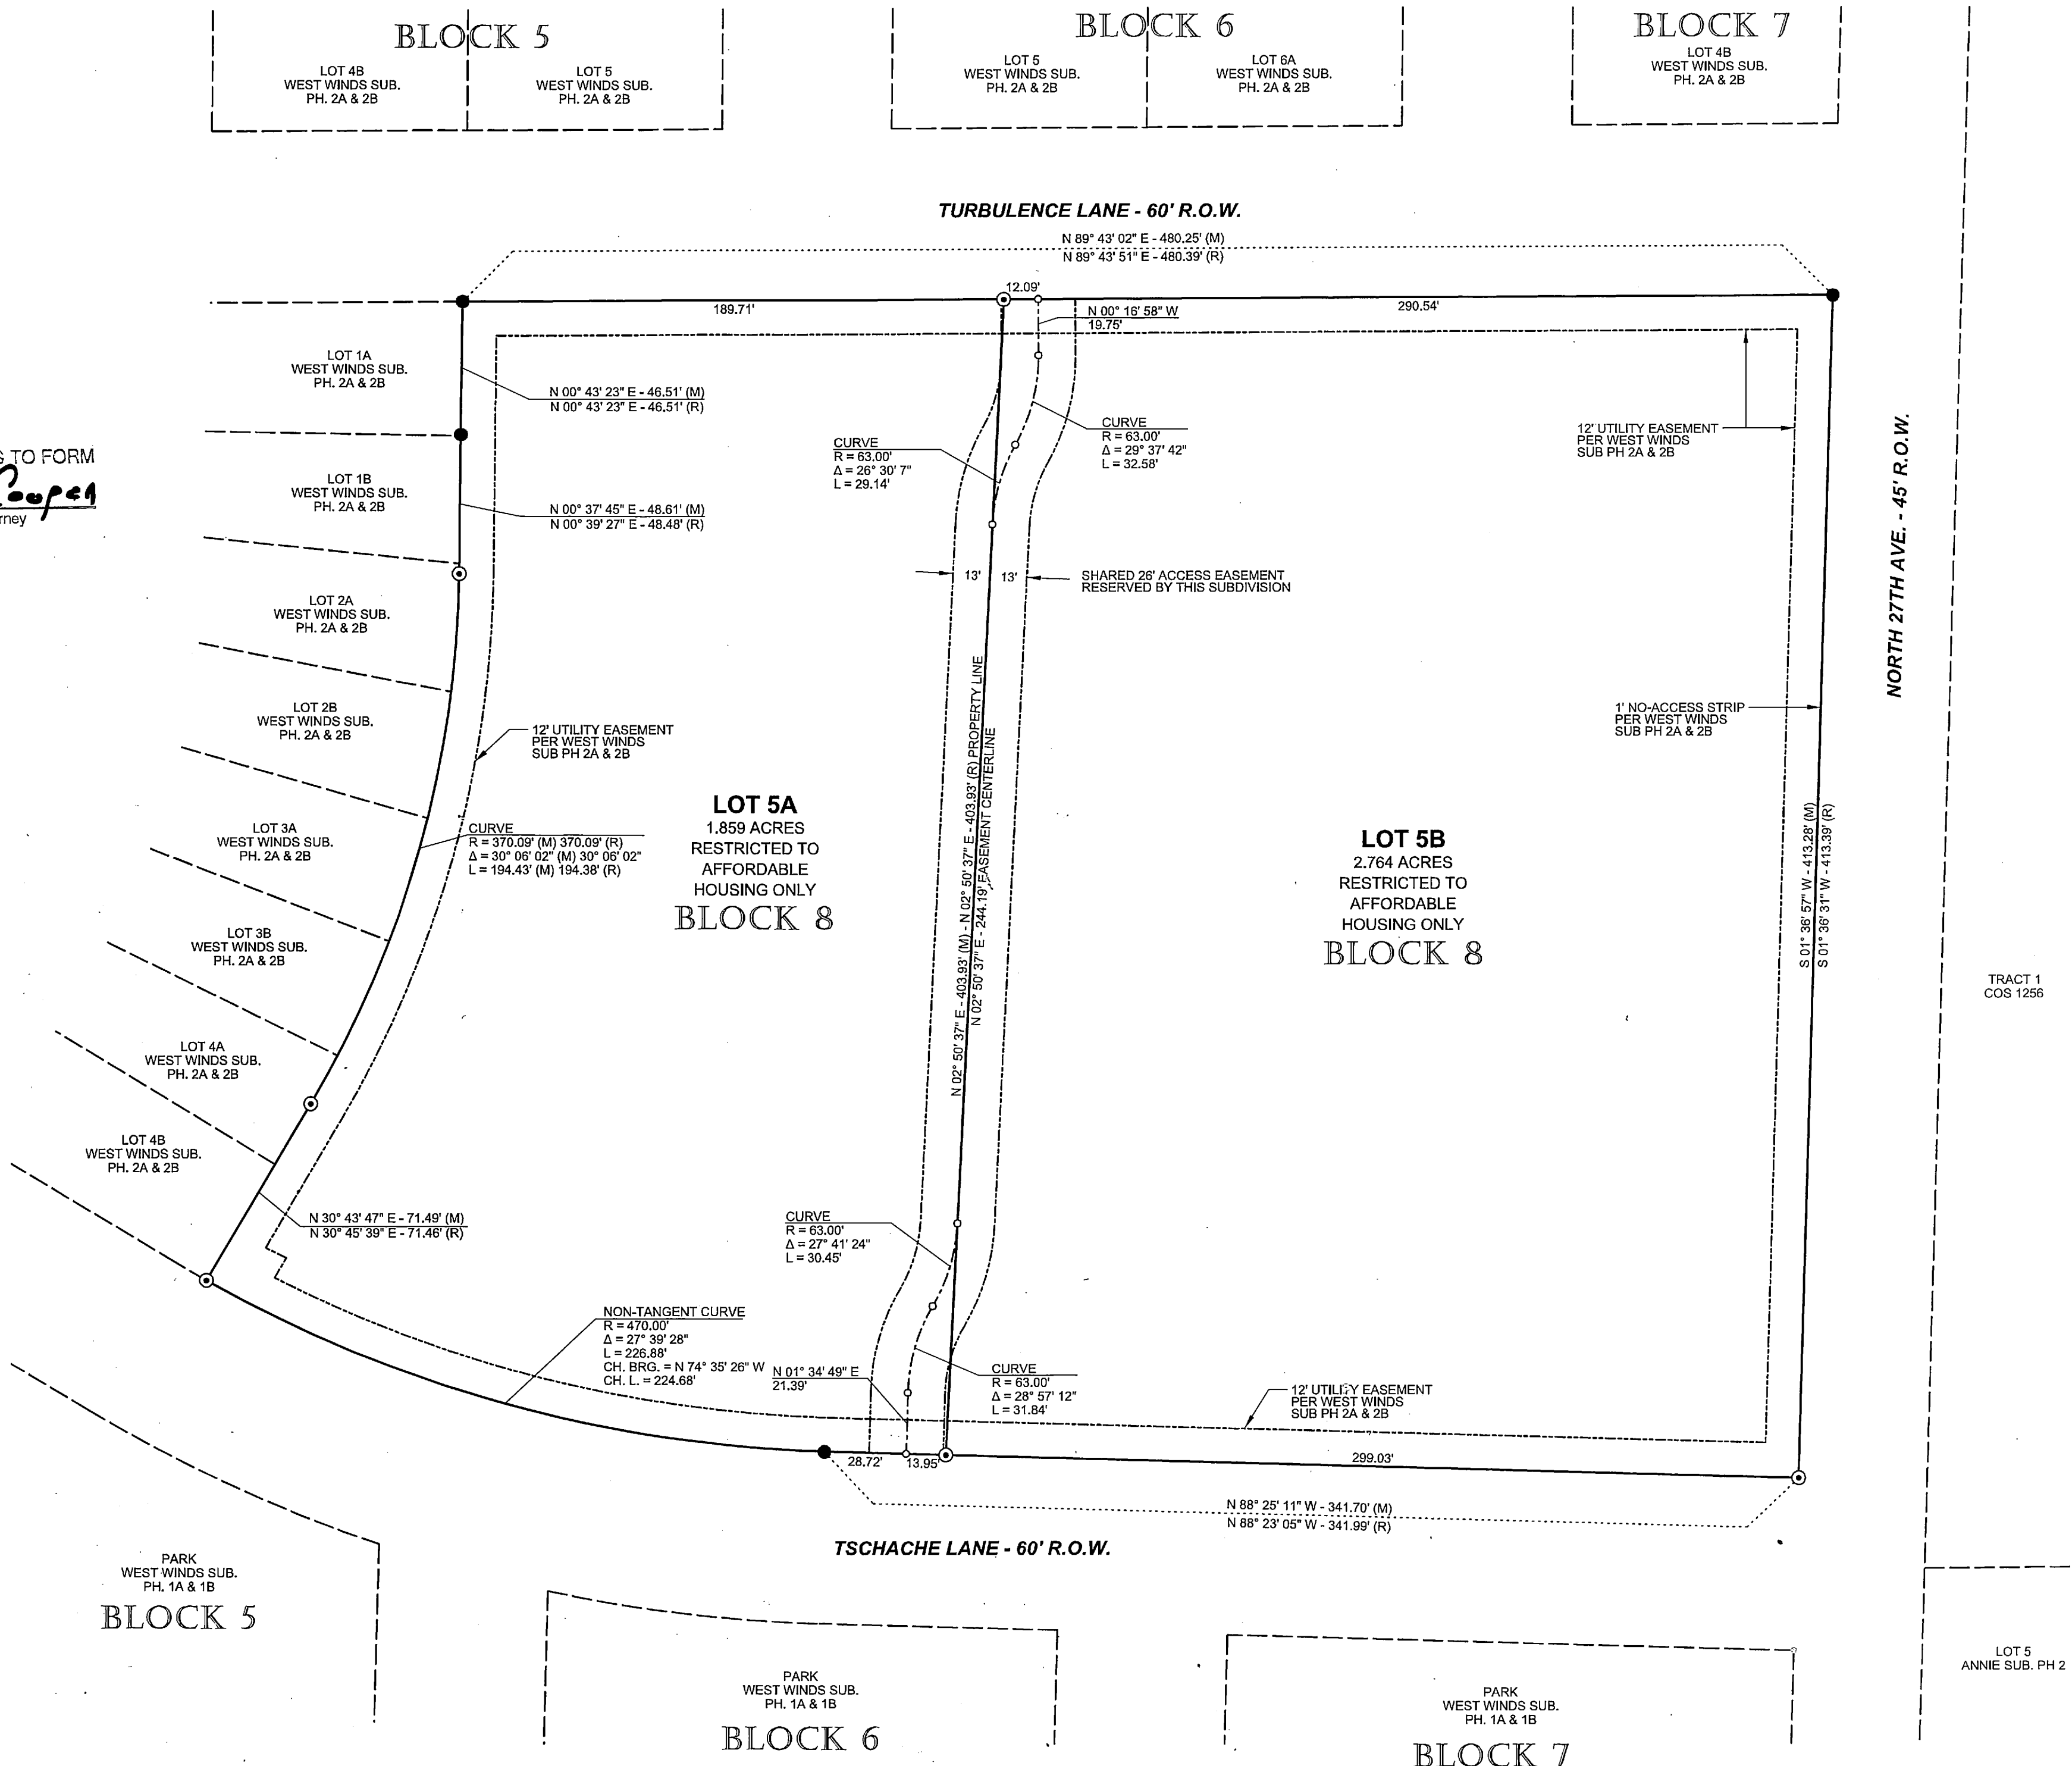 BLOCK 5
LOT 4B
WEST WINDS SUB.
PH. 2A & 2B
LOT 5
WEST WINDS SUB.
PH. 2A & 2B
BLOCK 6
LOT 5
WEST WINDS SUB.
PH. 2A & 2B
LOT 6A
WEST WINDS SUB.
PH. 2A & 2B
BLOCK 7
LOT 4B
WEST WINDS SUB.
PH. 2A & 2B
TURBULENCE LANE - 60' R.O.W.
N 89° 43' 02" E - 480.25' (M)
N 89° 43' 51" E - 480.39' (R)
189.71'
12.09'
290.54'
N 00° 16' 58" W
19.75'
LOT 1A
WEST WINDS SUB.
PH. 2A & 2B
N 00° 43' 23" E - 46.51' (M)
N 00° 43' 23" E - 46.51' (R)
TO FORM
Cooper
rney
LOT 1B
WEST WINDS SUB.
PH. 2A & 2B
N 00° 37' 45" E - 48.61' (M)
N 00° 39' 27" E - 48.48' (R)
CURVE
R = 63.00'
Δ = 26° 30' 7"
L = 29.14'
CURVE
R = 63.00'
Δ = 29° 37' 42"
L = 32.58'
12' UTILITY EASEMENT
PER WEST WINDS
SUB PH 2A & 2B
NORTH 27TH AVE. - 45' R.O.W.
LOT 2A
WEST WINDS SUB.
PH. 2A & 2B
13'
13'
SHARED 26' ACCESS EASEMENT
RESERVED BY THIS SUBDIVISION
LOT 2B
WEST WINDS SUB.
PH. 2A & 2B
12' UTILITY EASEMENT
PER WEST WINDS
SUB PH 2A & 2B
1' NO-ACCESS STRIP
PER WEST WINDS
SUB PH 2A & 2B
LOT 3A
WEST WINDS SUB.
PH. 2A & 2B
CURVE
R = 370.09' (M) 370.09' (R)
Δ = 30° 06' 02" (M) 30° 06' 02"
L = 194.43' (M) 194.38' (R)
LOT 5A
1.859 ACRES
RESTRICTED TO
AFFORDABLE
HOUSING ONLY
BLOCK 8
N 02° 50' 37" E - 403.93' (M) - N 02° 50' 37" E - 403.93' (R) PROPERTY LINE
N 02° 50' 37" E - 244.19' EASEMENT CENTERLINE
LOT 5B
2.764 ACRES
RESTRICTED TO
AFFORDABLE
HOUSING ONLY
BLOCK 8
S 01° 36' 57" W - 413.28' (M)
S 01° 36' 31" W - 413.39' (R)
LOT 3B
WEST WINDS SUB.
PH. 2A & 2B
TRACT 1
COS 1256
LOT 4A
WEST WINDS SUB.
PH. 2A & 2B
LOT 4B
WEST WINDS SUB.
PH. 2A & 2B
N 30° 43' 47" E - 71.49' (M)
N 30° 45' 39" E - 71.46' (R)
CURVE
R = 63.00'
Δ = 27° 41' 24"
L = 30.45'
NON-TANGENT CURVE
R = 470.00'
Δ = 27° 39' 28"
L = 226.88'
CH. BRG. = N 74° 35' 26" W
CH. L. = 224.68'
N 01° 34' 49" E
21.39'
CURVE
R = 63.00'
Δ = 28° 57' 12"
L = 31.84'
12' UTILITY EASEMENT
PER WEST WINDS
SUB PH 2A & 2B
28.72'
13.95'
299.03'
N 88° 25' 11" W - 341.70' (M)
N 88° 23' 05" W - 341.99' (R)
TSCHACHE LANE - 60' R.O.W.
PARK
WEST WINDS SUB.
PH. 1A & 1B
BLOCK 5
PARK
WEST WINDS SUB.
PH. 1A & 1B
BLOCK 6
PARK
WEST WINDS SUB.
PH. 1A & 1B
BLOCK 7
LOT 5
ANNIE SUB. PH 2